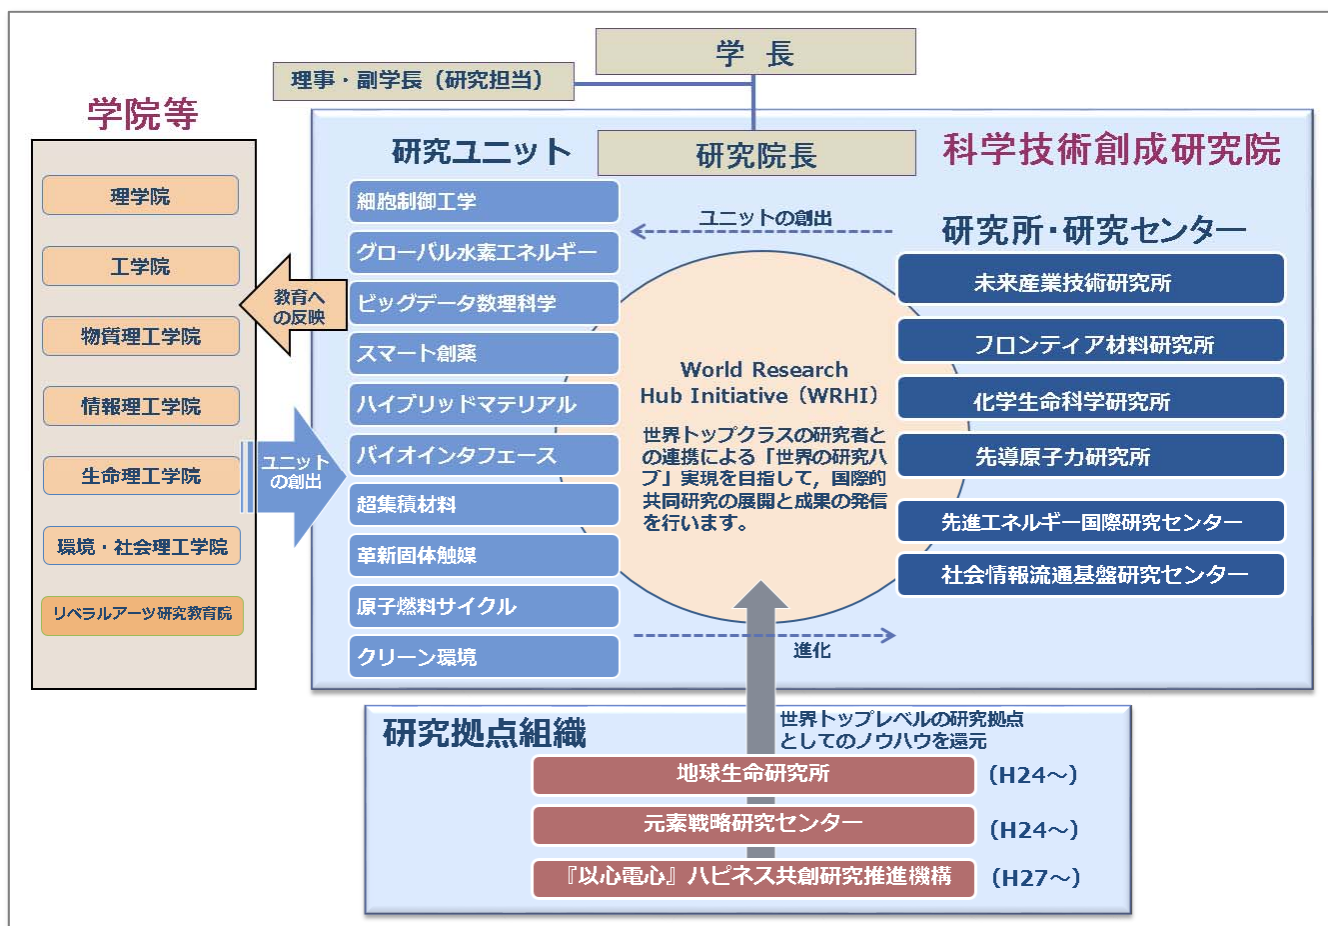 学 長
理事・副学長（研究担当）
学院等
理学院
工学院
物質理工学院
情報理工学院
生命理工学院
環境・社会理工学院
リベラルアーツ研究教育院
教育へ
の反映
ユニット
の創出
研究院長
科学技術創成研究院
研究ユニット
細胞制御工学
グローバル水素エネルギー
ビッグデータ数理科学
スマート創薬
ハイブリッドマテリアル
バイオインタフェース
超集積材料
革新固体触媒
原子燃料サイクル
クリーン環境
ユニットの創出
World Research
Hub Initiative（WRHI）
世界トップクラスの研究者と
の連携による「世界の研究ハ
ブ」実現を目指して，国際的
共同研究の展開と成果の発信
を行います。
進化
研究所・研究センター
未来産業技術研究所
フロンティア材料研究所
化学生命科学研究所
先導原子力研究所
先進エネルギー国際研究センター
社会情報流通基盤研究センター
研究拠点組織
世界トップレベルの研究拠点
としてのノウハウを還元
地球生命研究所 （H24～）
元素戦略研究センター （H24～）
『以心電心』ハピネス共創研究推進機構 （H27～）